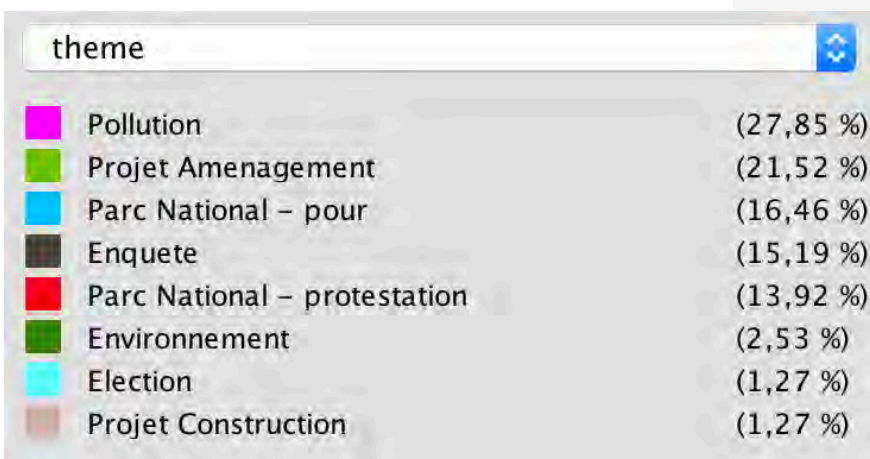 theme
Pollution (27,85 %)
Projet Amenagement (21,52 %)
Parc National – pour (16,46 %)
Enquete (15,19 %)
Parc National – protestation (13,92 %)
Environnement (2,53 %)
Election (1,27 %)
Projet Construction (1,27 %)